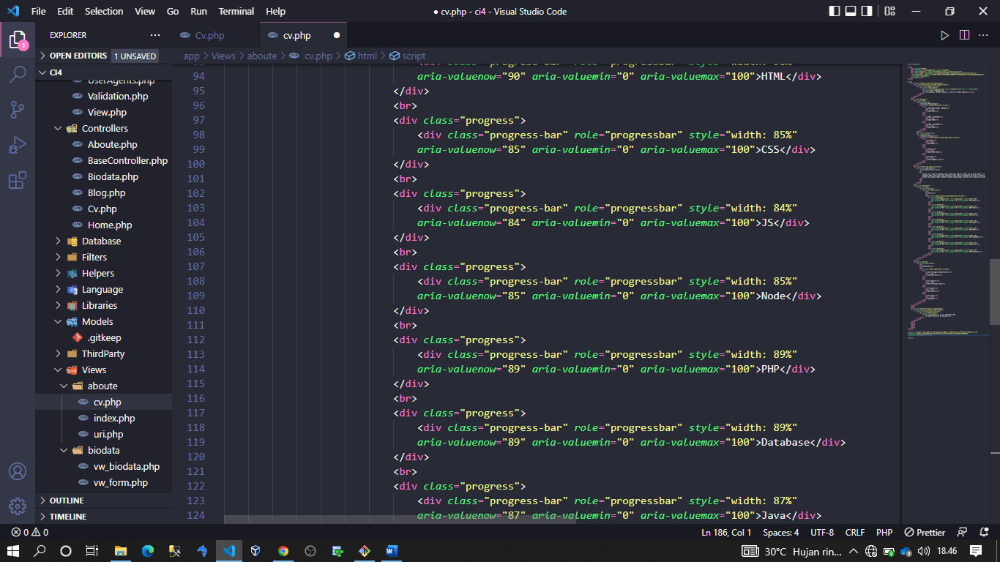 File Edit Selection View Go Run Terminal Help
● cv.php - ci4 - Visual Studio Code
EXPLORER
Cv.php
cv.php
OPEN EDITORS 1 UNSAVED
app > Views > aboute > cv.php > html > script
CI4
UserAgents.php
Validation.php
View.php
Controllers
Aboute.php
BaseController.php
Biodata.php
Blog.php
Cv.php
Home.php
Database
Filters
Helpers
Language
Libraries
Models
.gitkeep
ThirdParty
Views
aboute
cv.php
index.php
uri.php
biodata
vw_biodata.php
vw_form.php
OUTLINE
TIMELINE
94 aria-valuenow="90" aria-valuemin="0" aria-valuemax="100">HTML</div>
95 </div>
96 <br>
97 <div class="progress">
98 <div class="progress-bar" role="progressbar" style="width: 85%"
99 aria-valuenow="85" aria-valuemin="0" aria-valuemax="100">CSS</div>
100 </div>
101 <br>
102 <div class="progress">
103 <div class="progress-bar" role="progressbar" style="width: 84%"
104 aria-valuenow="84" aria-valuemin="0" aria-valuemax="100">JS</div>
105 </div>
106 <br>
107 <div class="progress">
108 <div class="progress-bar" role="progressbar" style="width: 85%"
109 aria-valuenow="85" aria-valuemin="0" aria-valuemax="100">Node</div>
110 </div>
111 <br>
112 <div class="progress">
113 <div class="progress-bar" role="progressbar" style="width: 89%"
114 aria-valuenow="89" aria-valuemin="0" aria-valuemax="100">PHP</div>
115 </div>
116 <br>
117 <div class="progress">
118 <div class="progress-bar" role="progressbar" style="width: 89%"
119 aria-valuenow="89" aria-valuemin="0" aria-valuemax="100">Database</div>
120 </div>
121 <br>
122 <div class="progress">
123 <div class="progress-bar" role="progressbar" style="width: 87%"
124 aria-valuenow="87" aria-valuemin="0" aria-valuemax="100">Java</div>
0 0
Ln 186, Col 1 Spaces: 4 UTF-8 CRLF PHP Prettier
30°C Hujan rin... 18.46